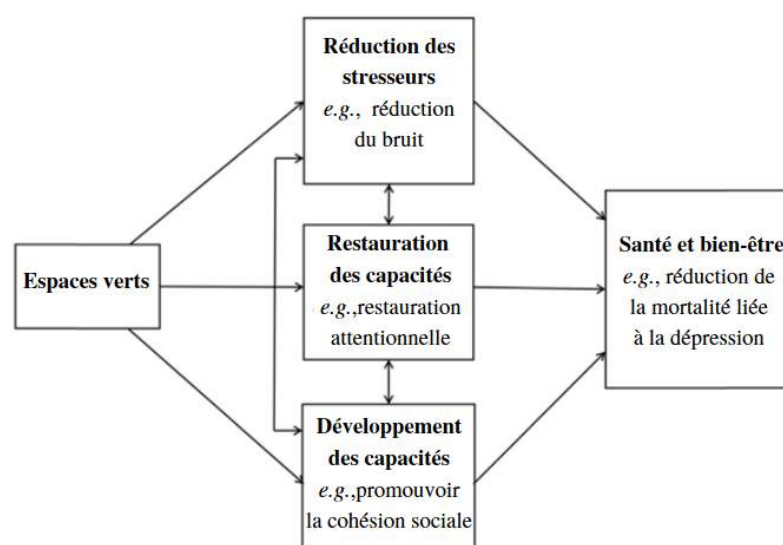 Réduction des
stresseurs
e.g., réduction
du bruit
Espaces verts
Restauration
des capacités
e.g.,restauration
attentionnelle
Développement
des capacités
e.g.,promouvoir
la cohésion sociale
Santé et bien-être
e.g., réduction de
la mortalité liée
à la dépression